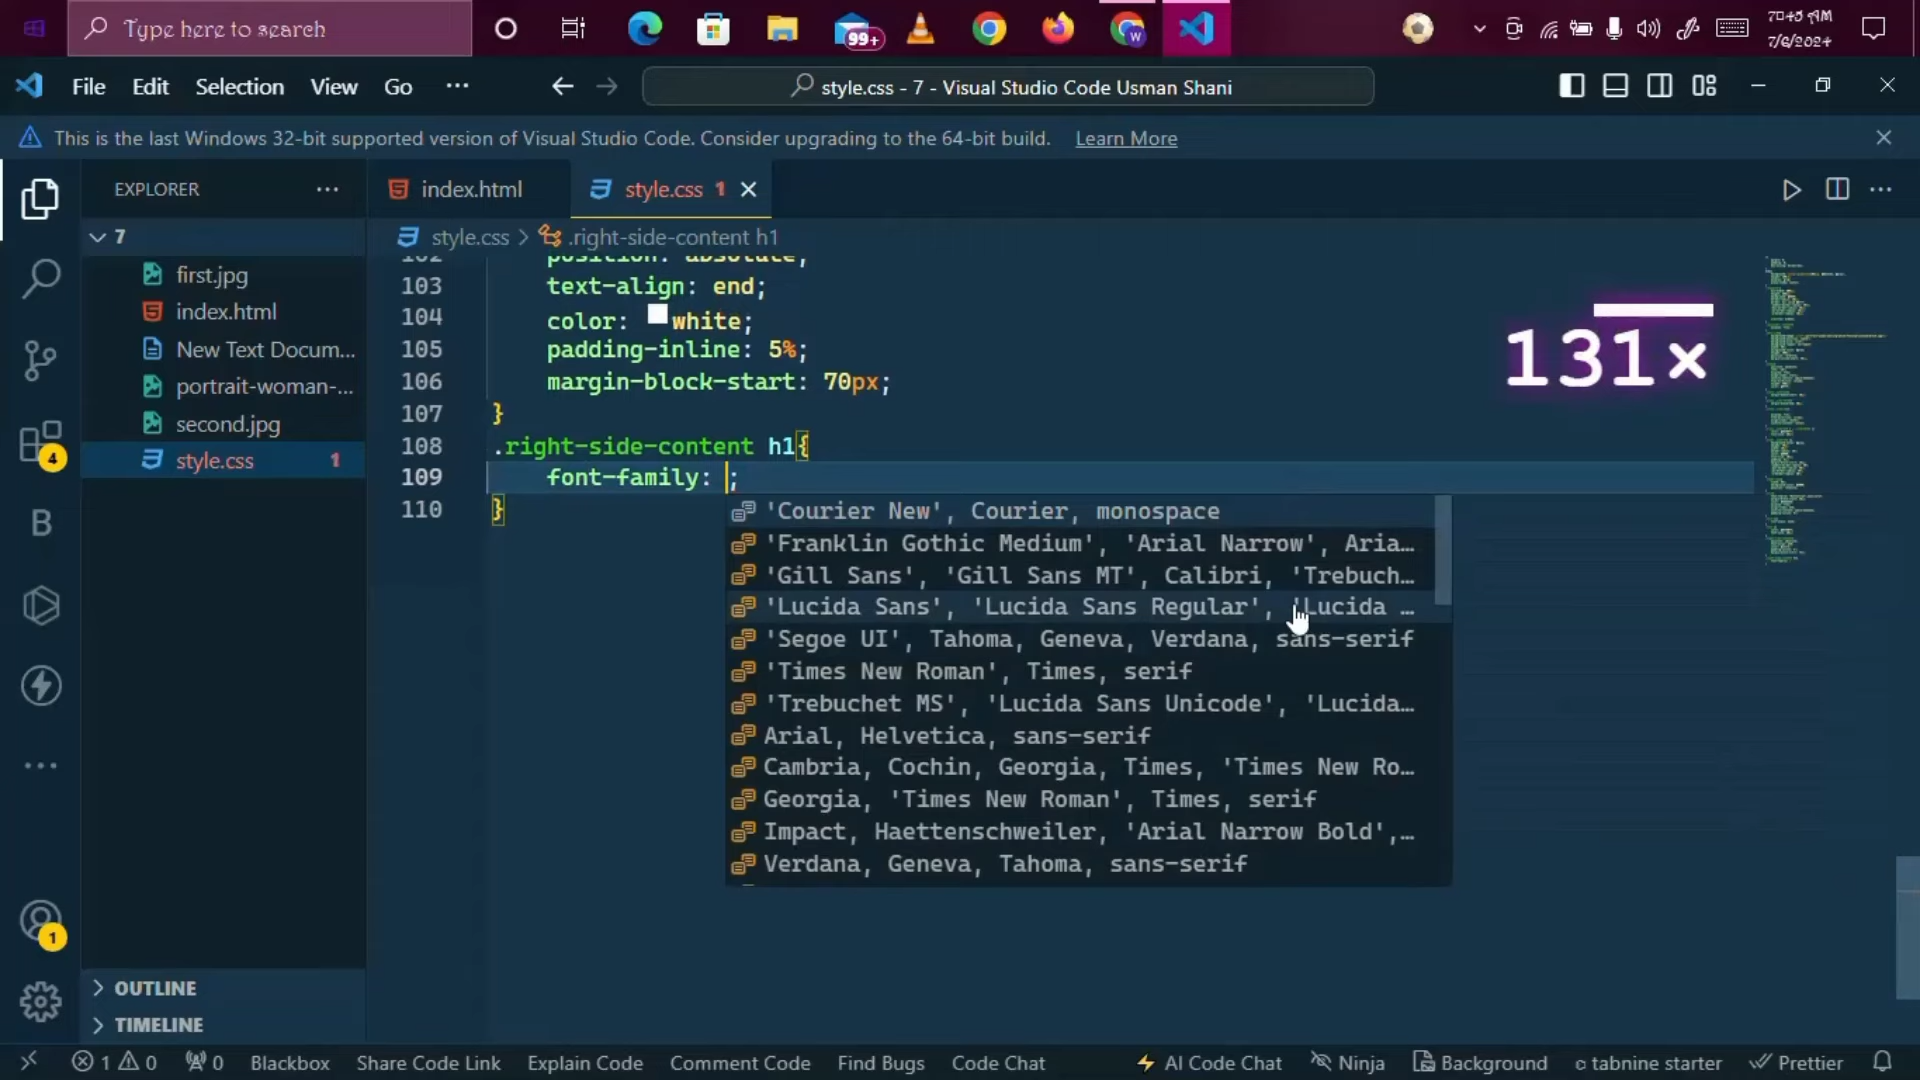 Type here to search
99+
W
7:45 AM
7/6/2024
File Edit Selection View Go ···
style.css - 7 - Visual Studio Code Usman Shani
This is the last Windows 32-bit supported version of Visual Studio Code. Consider upgrading to the 64-bit build. Learn More
EXPLORER ···
index.html
style.css 1
7
style.css > .right-side-content h1
first.jpg
index.html
New Text Docum...
portrait-woman-...
second.jpg
style.css 1
102 position: absolute;
103 text-align: end;
104 color: white;
105 padding-inline: 5%;
106 margin-block-start: 70px;
107 }
108 .right-side-content h1{
109 font-family: ;
110 }
131×
'Courier New', Courier, monospace
'Franklin Gothic Medium', 'Arial Narrow', Aria...
'Gill Sans', 'Gill Sans MT', Calibri, 'Trebuch...
'Lucida Sans', 'Lucida Sans Regular', 'Lucida ...
'Segoe UI', Tahoma, Geneva, Verdana, sans-serif
'Times New Roman', Times, serif
'Trebuchet MS', 'Lucida Sans Unicode', 'Lucida...
Arial, Helvetica, sans-serif
Cambria, Cochin, Georgia, Times, 'Times New Ro...
Georgia, 'Times New Roman', Times, serif
Impact, Haettenschweiler, 'Arial Narrow Bold',...
Verdana, Geneva, Tahoma, sans-serif
4
B
1
OUTLINE
TIMELINE
1 0 0 Blackbox Share Code Link Explain Code Comment Code Find Bugs Code Chat AI Code Chat Ninja Background tabnine starter Prettier